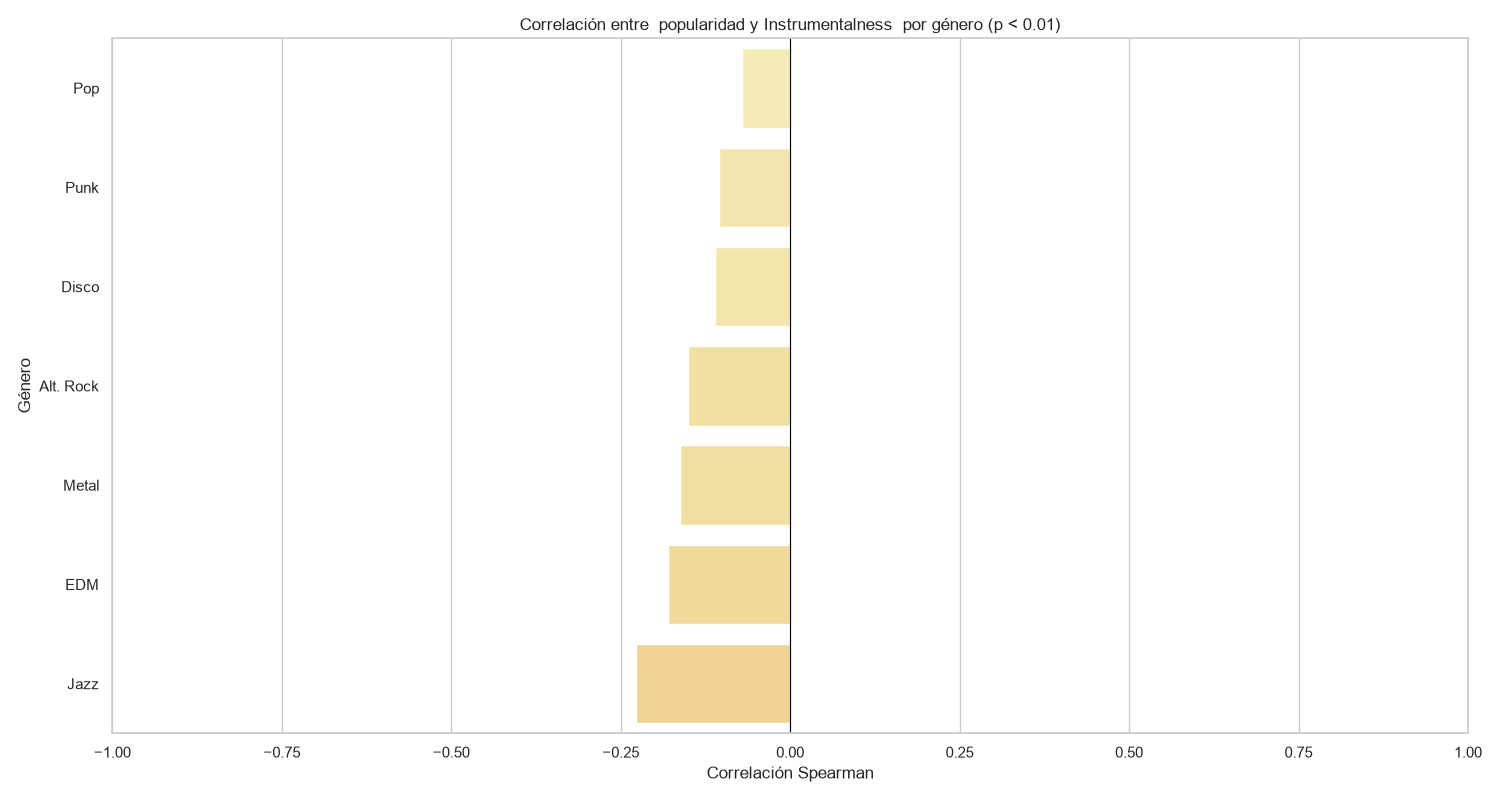 Correlación entre  popularidad y Instrumentalness  por género (p < 0.01)
Género
Pop
Punk
Disco
Alt. Rock
Metal
EDM
Jazz
−1.00 −0.75 −0.50 −0.25 0.00 0.25 0.50 0.75 1.00
Correlación Spearman